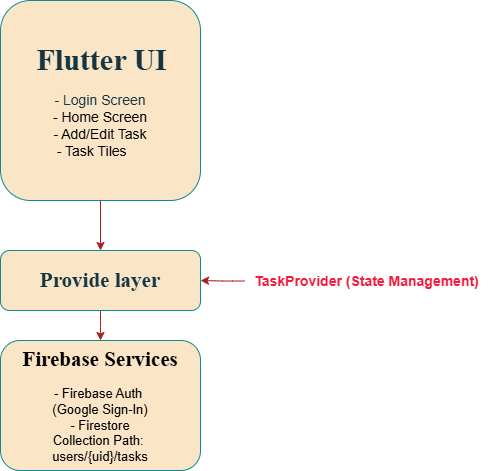 Flutter UI
- Login Screen
- Home Screen
- Add/Edit Task
- Task Tiles
Provide layer
TaskProvider (State Management)
Firebase Services
- Firebase Auth
(Google Sign-In)
- Firestore
Collection Path:
users/{uid}/tasks